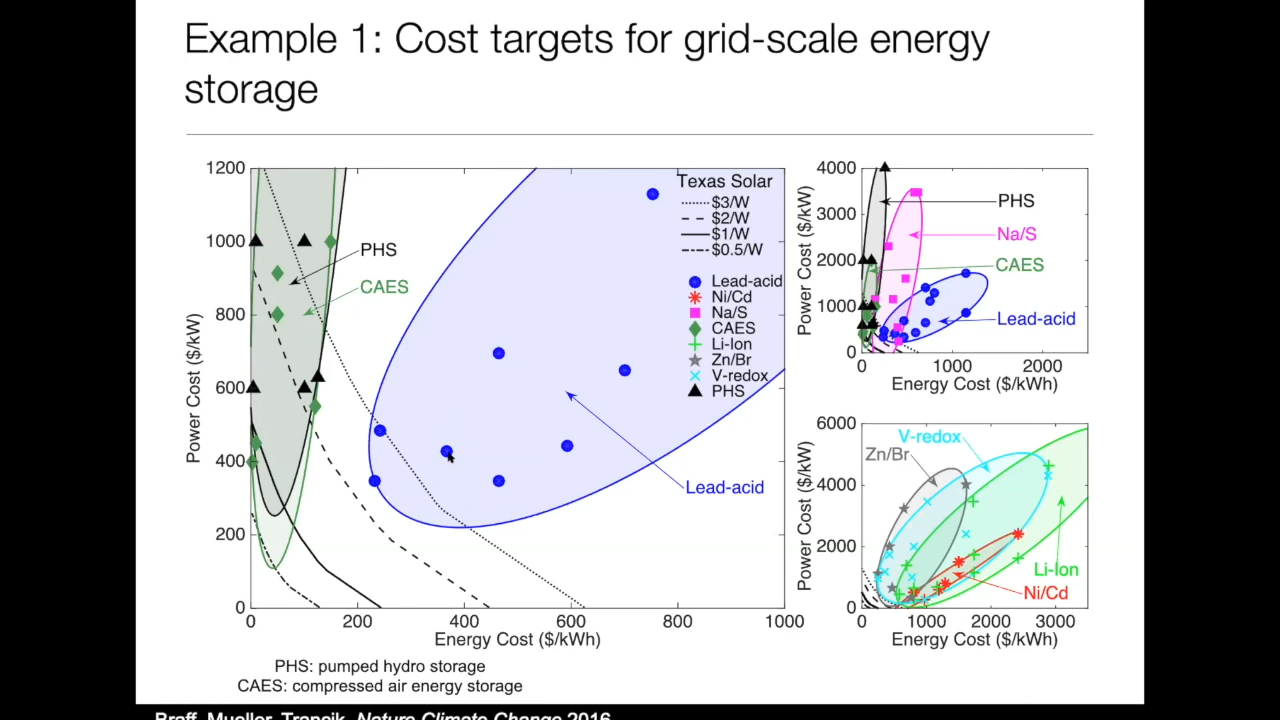 Example 1: Cost targets for grid-scale energy
storage
1200
1000
800
600
400
200
0
Power Cost ($/kW)
0 200 400 600 800 1000
Energy Cost ($/kWh)
PHS
CAES
Lead-acid
Texas Solar
$3/W
$2/W
$1/W
$0.5/W
Lead-acid
Ni/Cd
Na/S
CAES
Li-Ion
Zn/Br
V-redox
PHS
4000
3000
2000
1000
0
Power Cost ($/kW)
PHS
Na/S
CAES
Lead-acid
0 1000 2000
Energy Cost ($/kWh)
6000
4000
2000
0
Power Cost ($/kW)
V-redox
Zn/Br
Li-Ion
Ni/Cd
0 1000 2000 3000
Energy Cost ($/kWh)
PHS: pumped hydro storage
CAES: compressed air energy storage
Braff, Mueller, Trancik, Nature Climate Change 2016